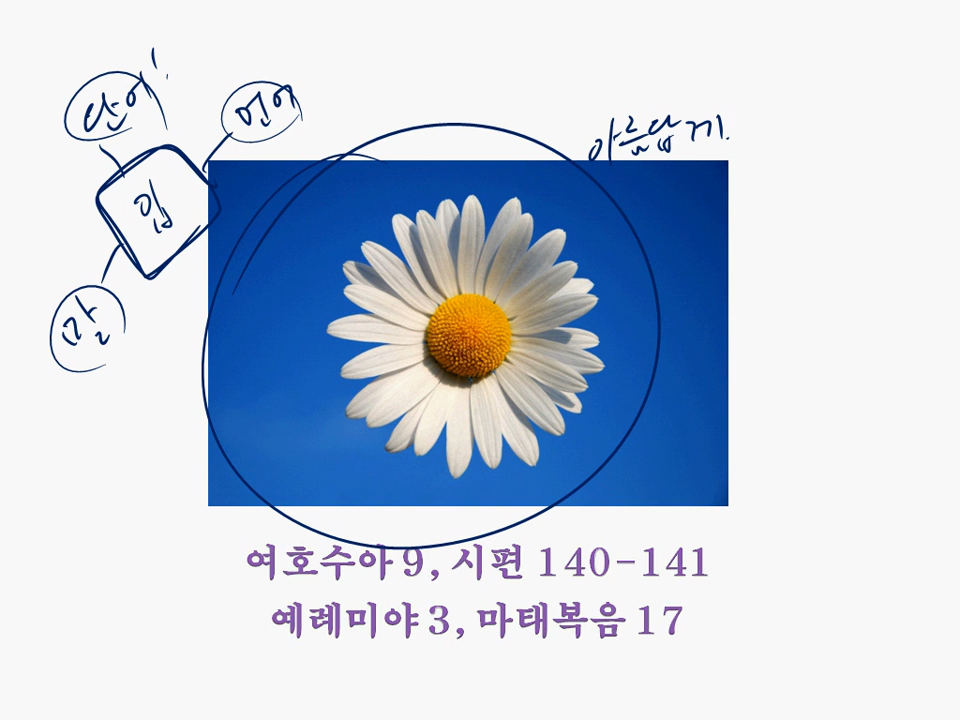 단어!
언어
아름답게.
입
말
여호수아 9, 시편 140-141
예레미야 3, 마태복음 17